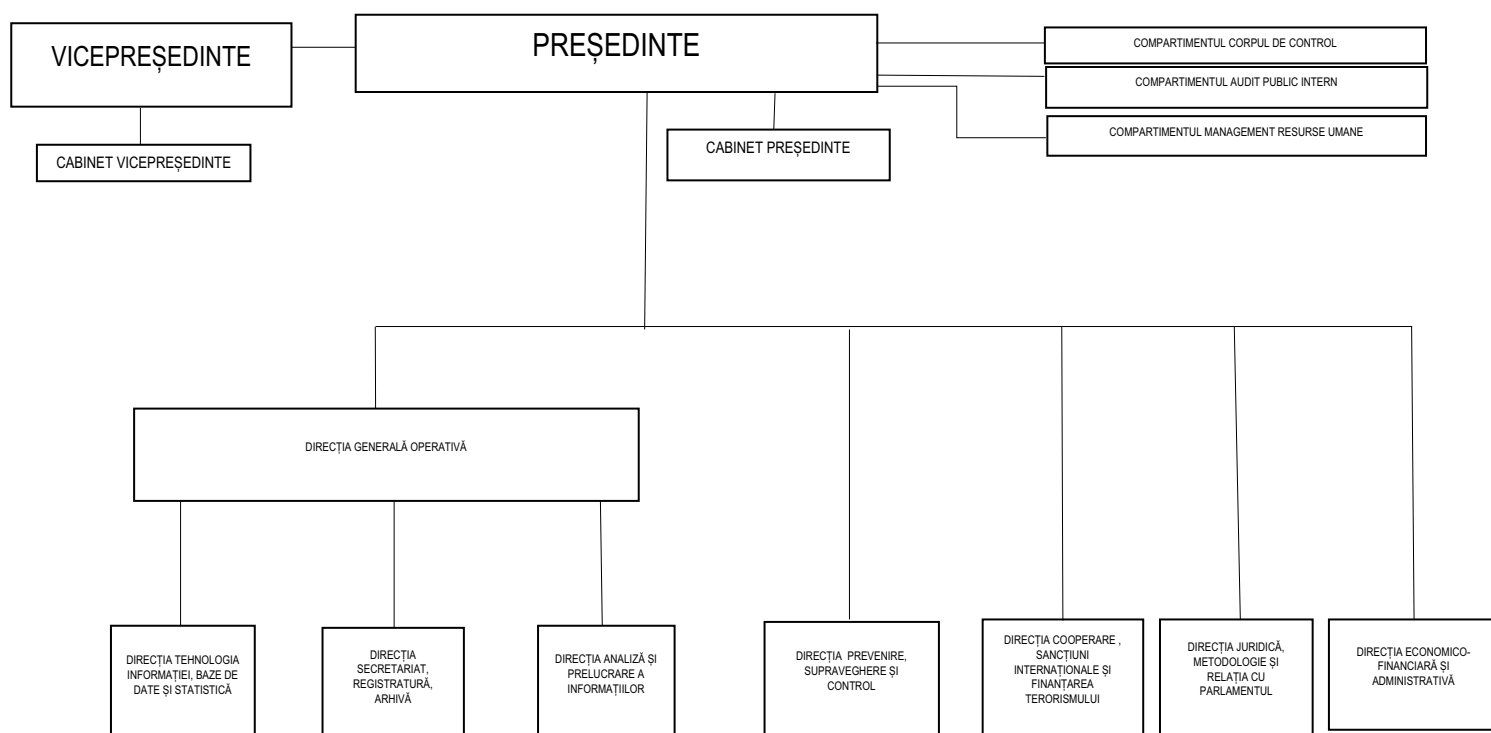 VICEPREȘEDINTE
PREȘEDINTE
COMPARTIMENTUL CORPUL DE CONTROL
COMPARTIMENTUL AUDIT PUBLIC INTERN
COMPARTIMENTUL MANAGEMENT RESURSE UMANE
CABINET VICEPREȘEDINTE
CABINET PREȘEDINTE
DIRECȚIA GENERALĂ OPERATIVĂ
DIRECȚIA TEHNOLOGIA
INFORMAȚIEI, BAZE DE
DATE ȘI STATISTICĂ
DIRECȚIA
SECRETARIAT,
REGISTRATURĂ,
ARHIVĂ
DIRECȚIA ANALIZĂ ȘI
PRELUCRARE A
INFORMAȚIILOR
DIRECȚIA PREVENIRE,
SUPRAVEGHERE ȘI
CONTROL
DIRECȚIA COOPERARE ,
SANCȚIUNI
INTERNAȚIONALE ȘI
FINANȚAREA
TERORISMULUI
DIRECȚIA JURIDICĂ,
METODOLOGIE ȘI
RELAȚIA CU
PARLAMENTUL
DIRECȚIA ECONOMICO-
FINANCIARĂ ȘI
ADMINISTRATIVĂ